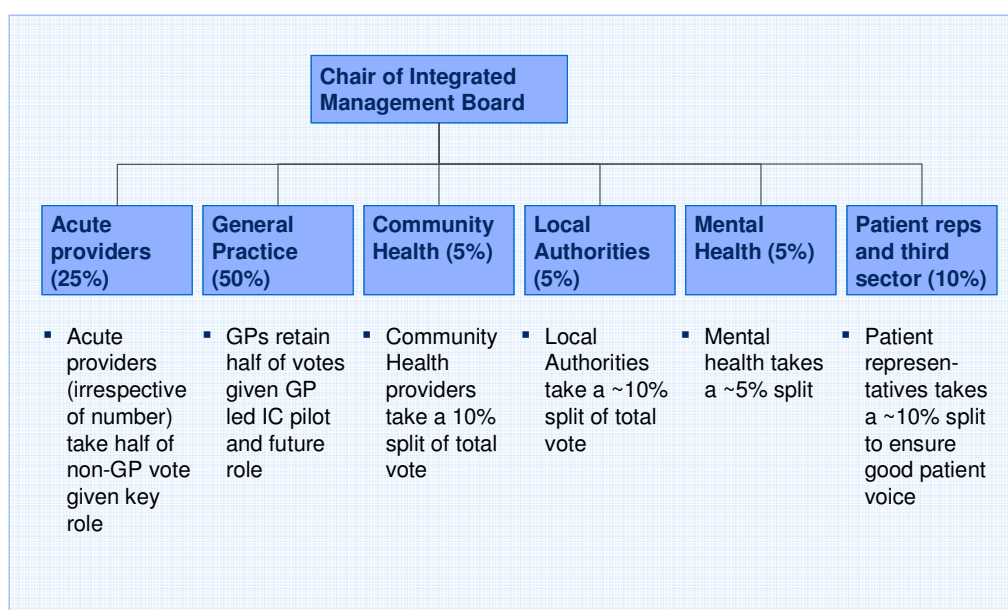 Chair of Integrated
Management Board
Acute
providers
(25%)
General
Practice
(50%)
Community
Health (5%)
Local
Authorities
(5%)
Mental
Health (5%)
Patient reps
and third
sector (10%)
▪ Acute
providers
(irrespective
of number)
take half of
non-GP vote
given key
role
▪ GPs retain
half of votes
given GP
led IC pilot
and future
role
▪ Community
Health
providers
take a 10%
split of total
vote
▪ Local
Authorities
take a ~10%
split of total
vote
▪ Mental
health takes
a ~5% split
▪ Patient
represen-
tatives takes
a ~10% split
to ensure
good patient
voice